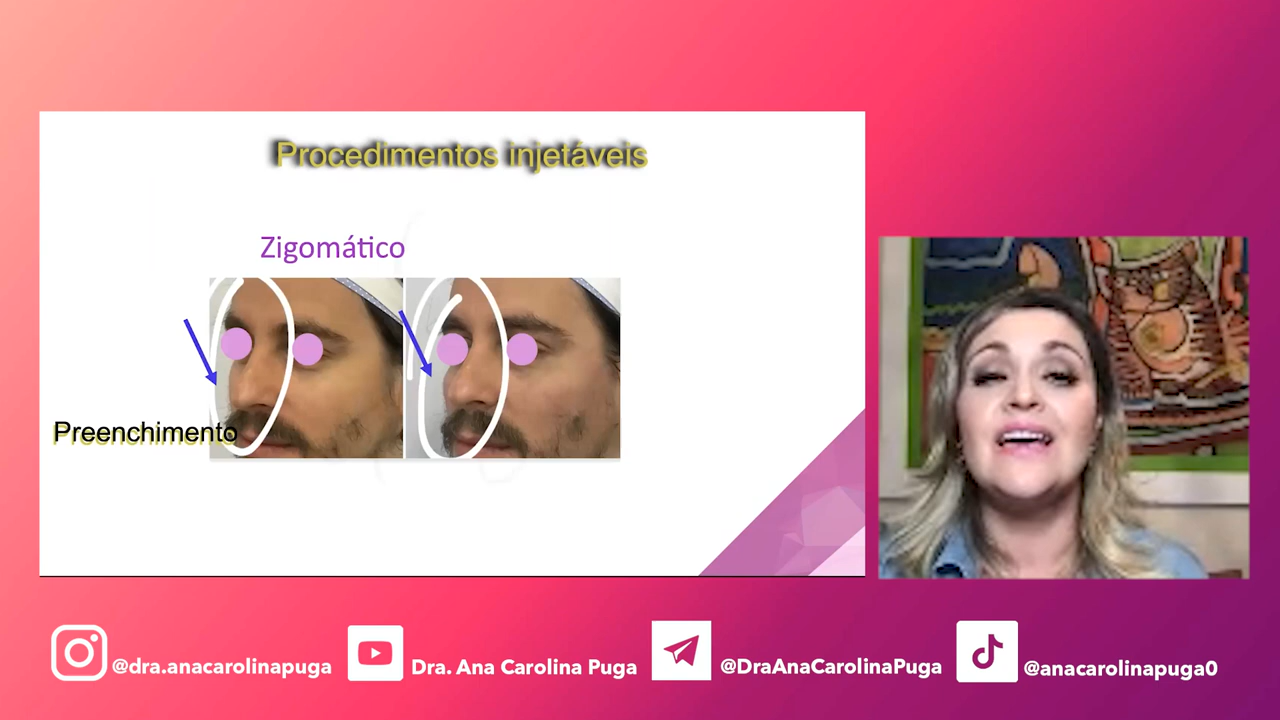 Procedimentos injetáveis
Zigomático
Preenchimento
@dra.anacarolinapuga
Dra. Ana Carolina Puga
@DraAnaCarolinaPuga
@anacarolinapuga0